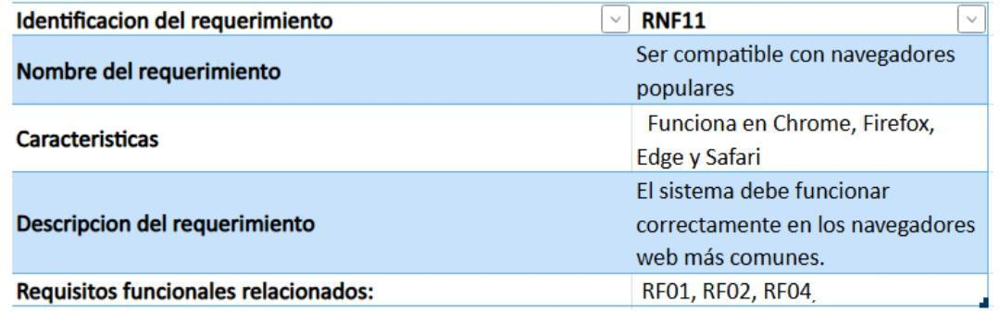 Identificacion del requerimiento RNF11
Nombre del requerimiento
Ser compatible con navegadores
populares
Caracteristicas
Funciona en Chrome, Firefox,
Edge y Safari
Descripcion del requerimiento
El sistema debe funcionar
correctamente en los navegadores
web más comunes.
Requisitos funcionales relacionados: RF01, RF02, RF04